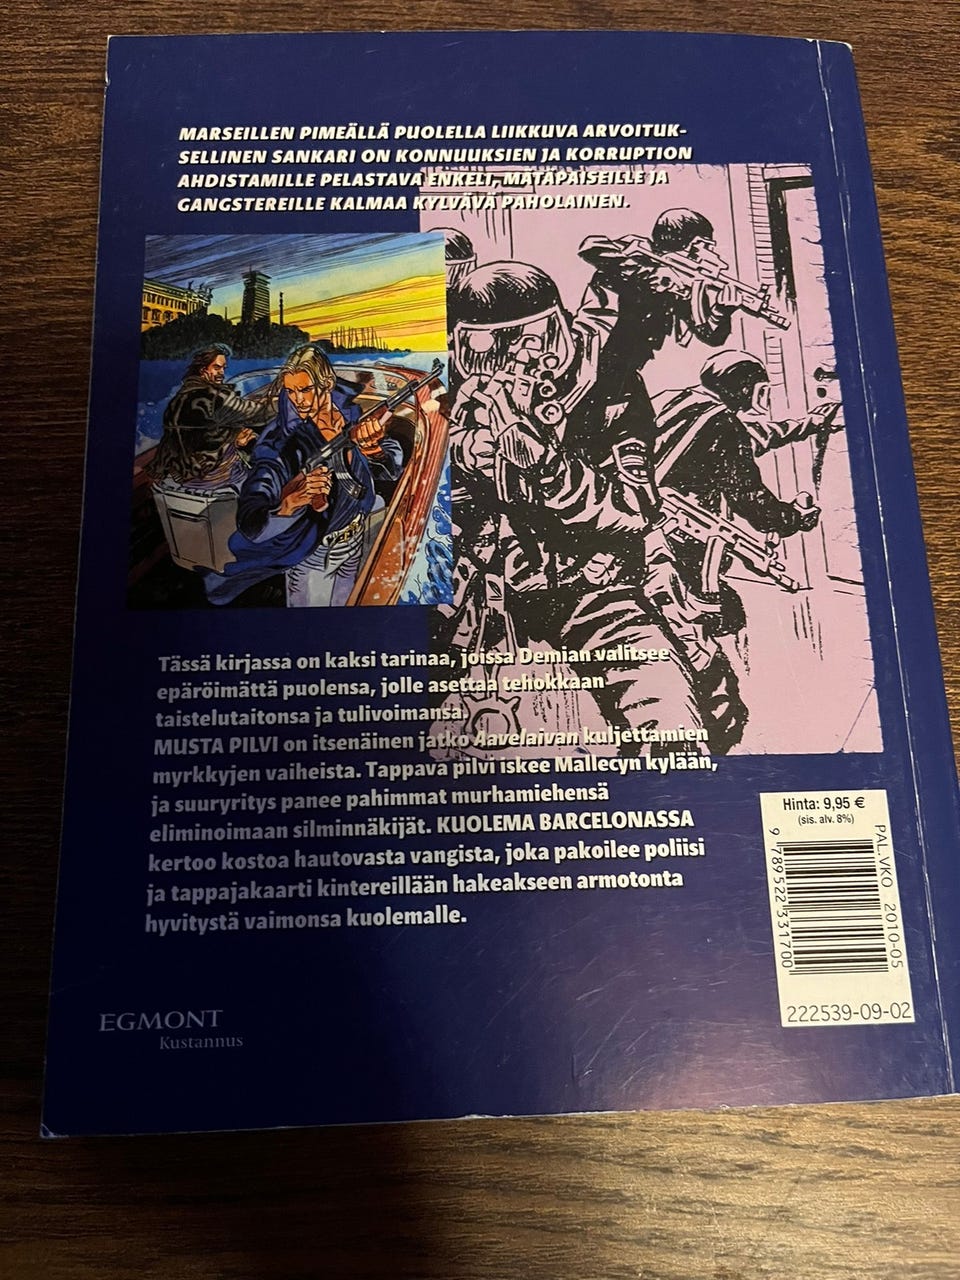 MARSEILLEN PIMEÄLLÄ PUOLELLA LIIKKUVA ARVOITUK-
SELLINEN SANKARI ON KONNUUKSIEN JA KORRUPTION
AHDISTAMILLE PELASTAVA ENKELI, MATAPAISEILLE JA
GANGSTEREILLE KALMAA KYLVÄVÄ PAHOLAINEN.
Tässä kirjassa on kaksi tarinaa, joissa Demian valitsee
epäröimättä puolensa, jolle asettaa tehokkaan
taistelutaitonsa ja tulivoimansa.
MUSTA PILVI on itsenäinen jatko Aavelaivan kuljettamien
myrkkyjen vaiheista. Tappava pilvi iskee Mallecyn kylään,
ja suuryritys panee pahimmat murhamiehensä
eliminoimaan silminnäkijät. KUOLEMA BARCELONASSA
kertoo kostoa hautovasta vangista, joka pakoilee poliisi
ja tappajakaarti kintereillään hakeakseen armotonta
hyvitystä vaimonsa kuolemalle.
Hinta: 9,95 €
(sis. alv. 8%)
9 789522 331700
PAL. VKO 2010-05
222539-09-02
EGMONT
Kustannus